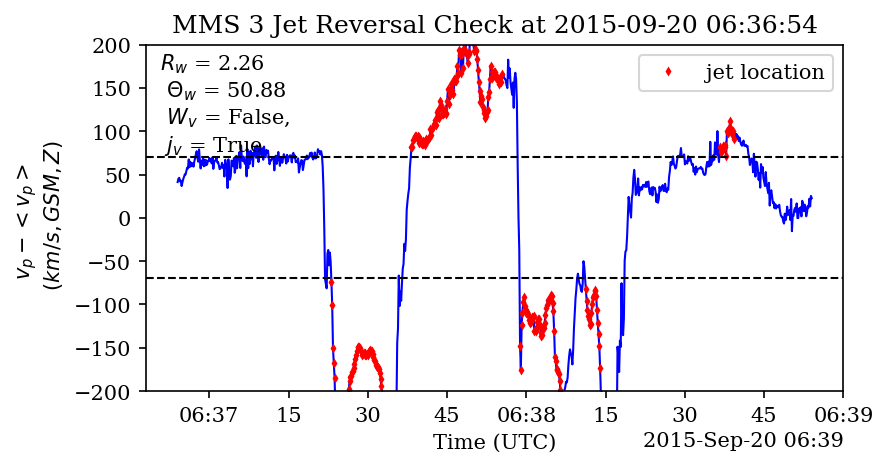 MMS 3 Jet Reversal Check at 2015-09-20 06:36:54
R_w = 2.26
Θ_w = 50.88
W_v = False,
j_v = True
jet location
200
150
100
50
0
−50
−100
−150
−200
v_p − < v_p >
(km/s, GSM, Z)
06:37 15 30 45 06:38 15 30 45 06:39
Time (UTC)
2015-Sep-20 06:39